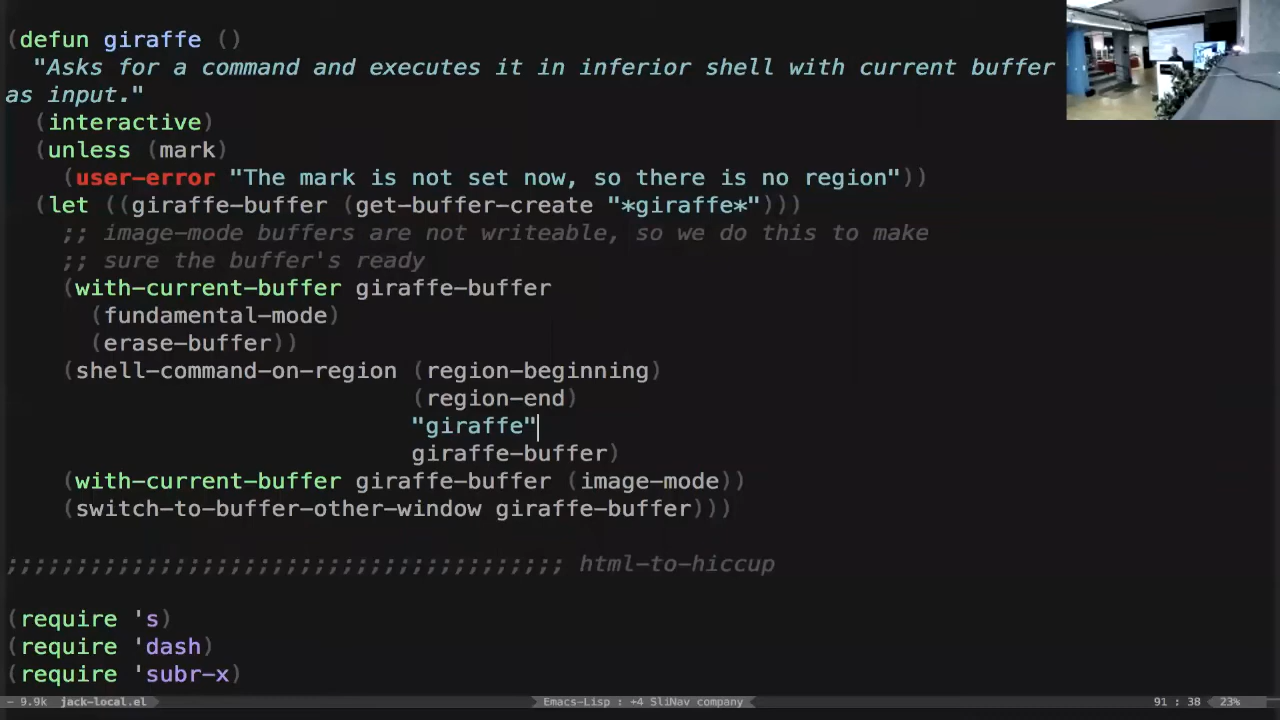 (defun giraffe ()
  "Asks for a command and executes it in inferior shell with current buffer
as input."
  (interactive)
  (unless (mark)
    (user-error "The mark is not set now, so there is no region"))
  (let ((giraffe-buffer (get-buffer-create "*giraffe*")))
    ;; image-mode buffers are not writeable, so we do this to make
    ;; sure the buffer's ready
    (with-current-buffer giraffe-buffer
      (fundamental-mode)
      (erase-buffer))
    (shell-command-on-region (region-beginning)
                             (region-end)
                             "giraffe"
                             giraffe-buffer)
    (with-current-buffer giraffe-buffer (image-mode))
    (switch-to-buffer-other-window giraffe-buffer)))
;;;;;;;;;;;;;;;;;;;;;;;;;;;;;;;;;;;;;;;; html-to-hiccup
(require 's)
(require 'dash)
(require 'subr-x)
- 9.9k jack-local.el Emacs-Lisp : +4 SliNav company 91 : 38 23%